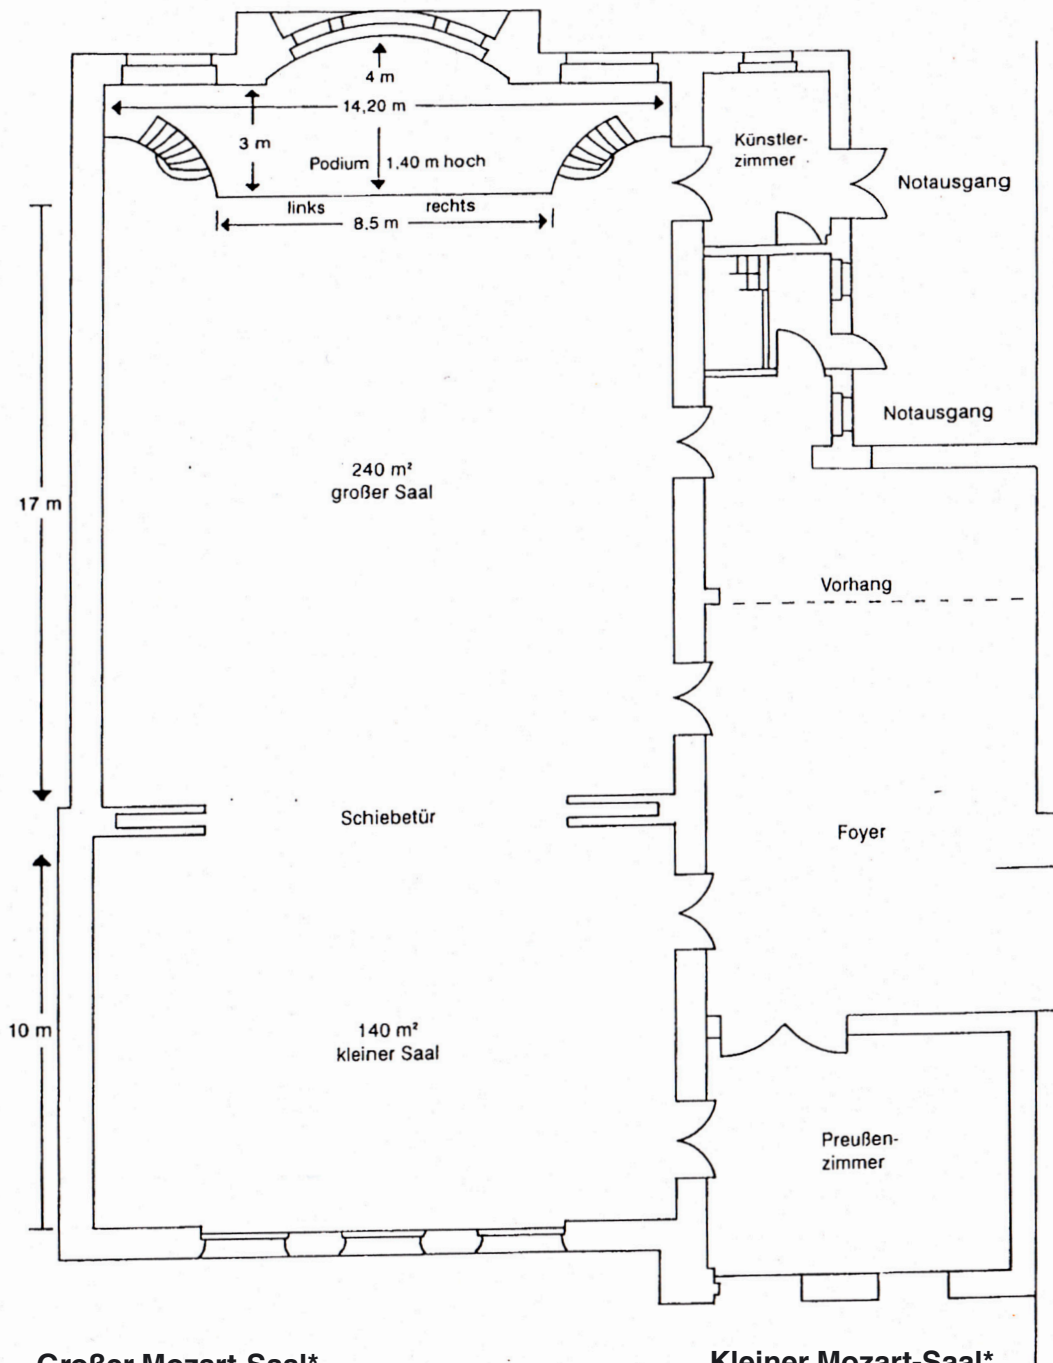 4 m
14,20 m
3 m
Podium 1,40 m hoch
links rechts
8,5 m
Künstler-
zimmer
Notausgang
Notausgang
17 m
240 m²
großer Saal
Vorhang
Schiebetür
Foyer
10 m
140 m²
kleiner Saal
Preußen-
zimmer
Großer Mozart-Saal*
Kleiner Mozart-Saal*